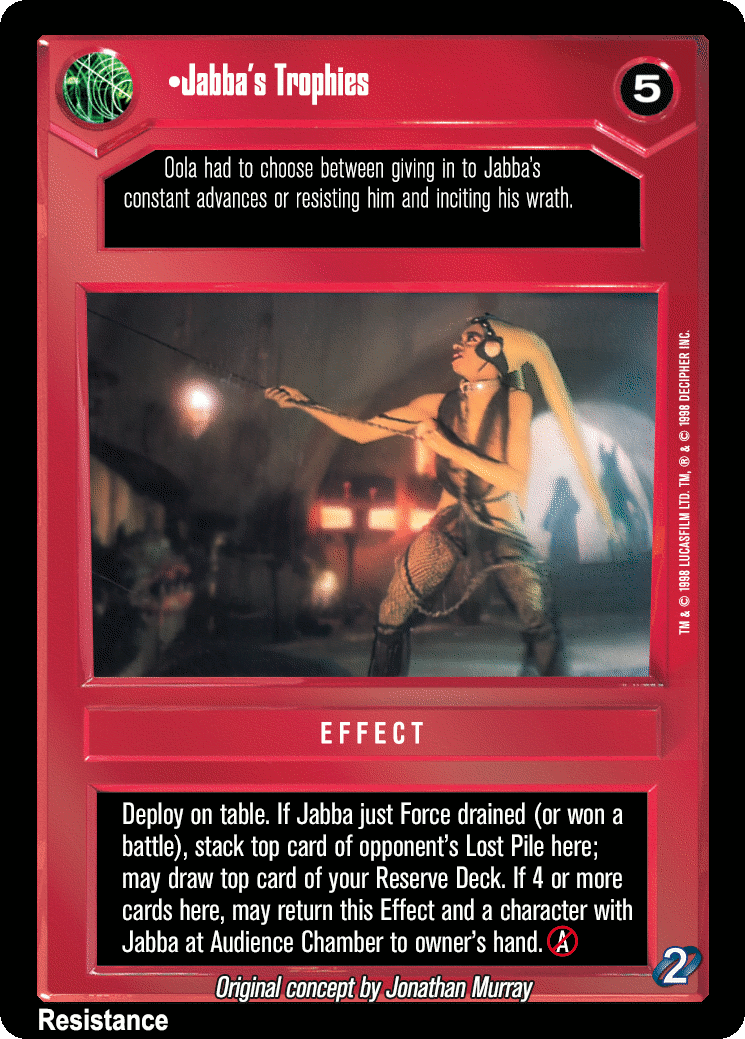 •Jabba's Trophies
5
Oola had to choose between giving in to Jabba's
constant advances or resisting him and inciting his wrath.
TM & © 1998 LUCASFILM LTD. TM, ® & © 1998 DECIPHER INC.
EFFECT
Deploy on table. If Jabba just Force drained (or won a
battle), stack top card of opponent's Lost Pile here;
may draw top card of your Reserve Deck. If 4 or more
cards here, may return this Effect and a character with
Jabba at Audience Chamber to owner's hand. A
2
Original concept by Jonathan Murray
Resistance